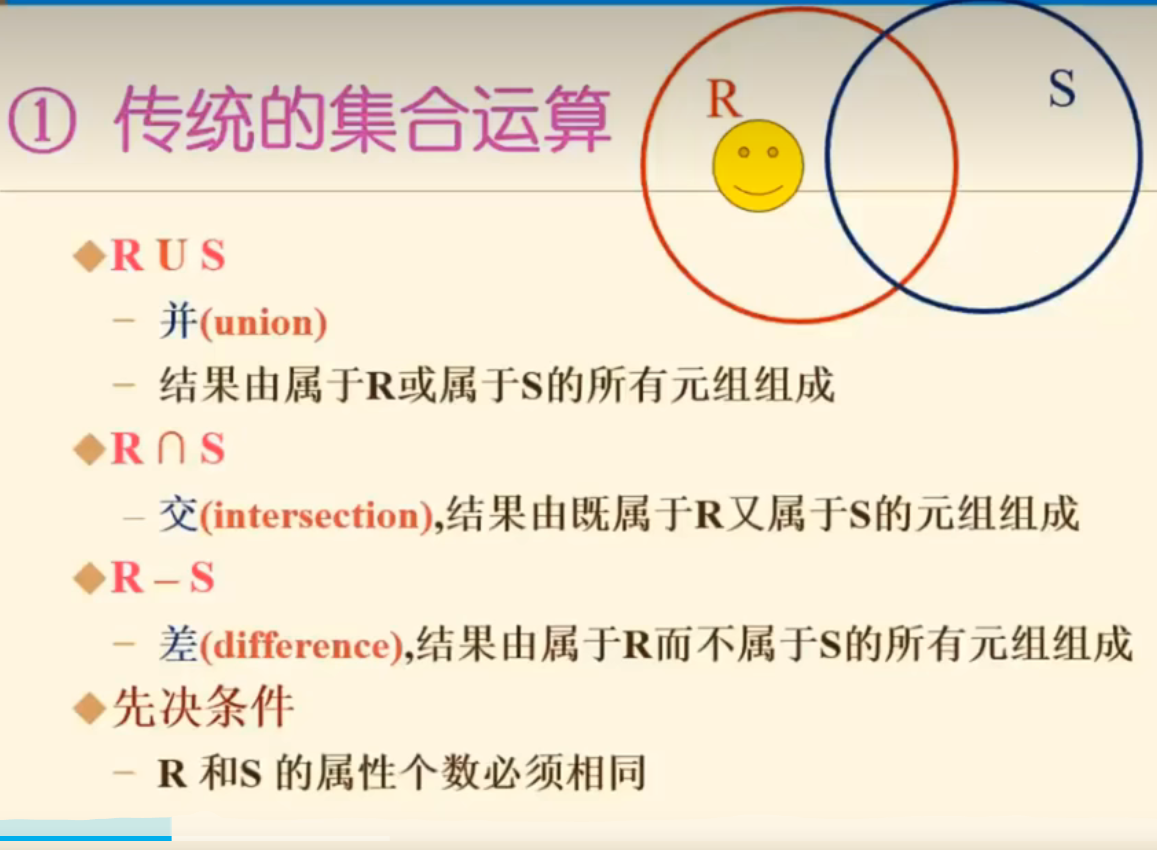 ① 传统的集合运算
R
S
R U S
– 并(union)
– 结果由属于R或属于S的所有元组组成
R ∩ S
– 交(intersection),结果由既属于R又属于S的元组组成
R – S
– 差(difference),结果由属于R而不属于S的所有元组组成
先决条件
– R 和S 的属性个数必须相同